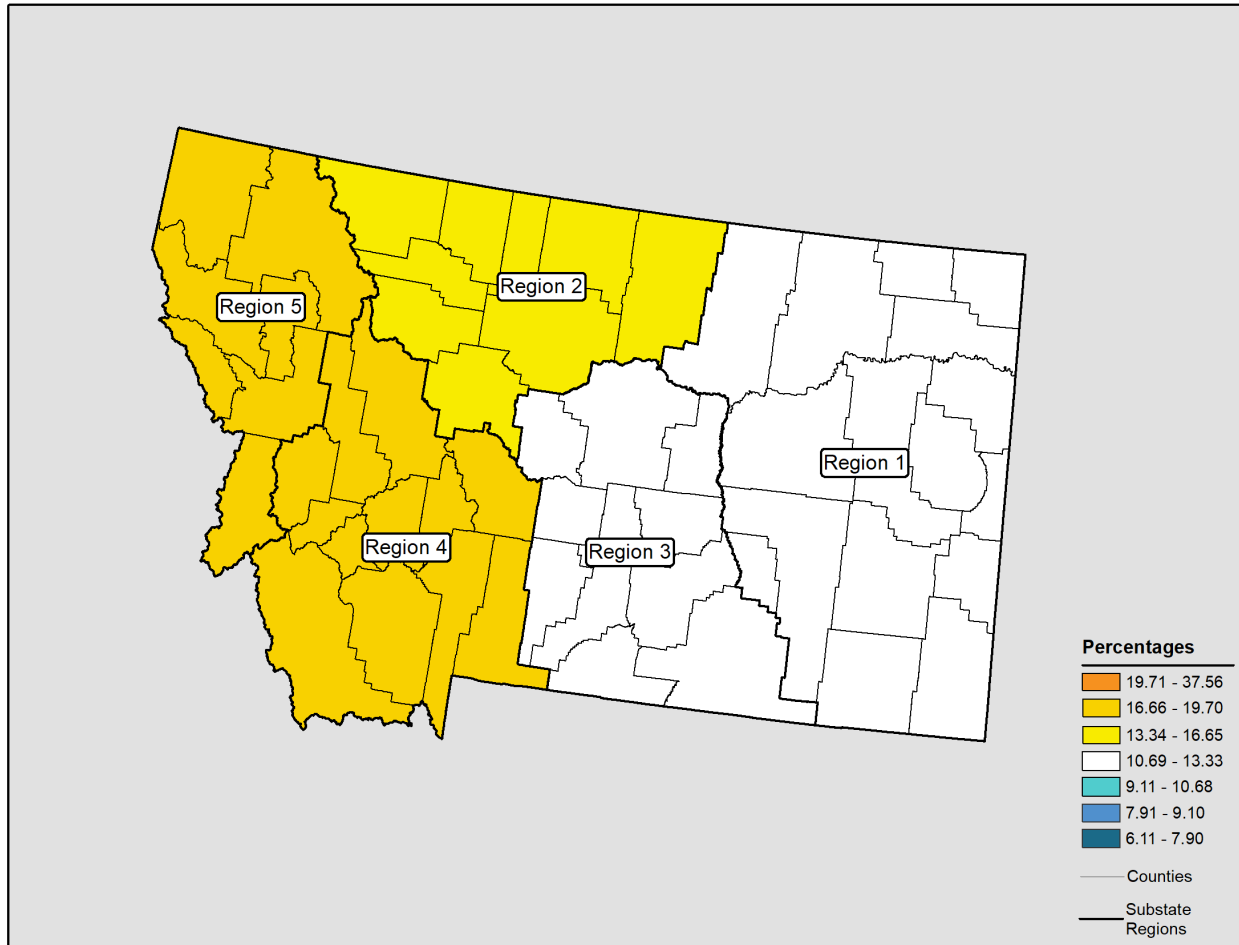 Region 5
Region 2
Region 1
Region 4
Region 3
Percentages
19.71 - 37.56
16.66 - 19.70
13.34 - 16.65
10.69 - 13.33
9.11 - 10.68
7.91 - 9.10
6.11 - 7.90
Counties
Substate
Regions